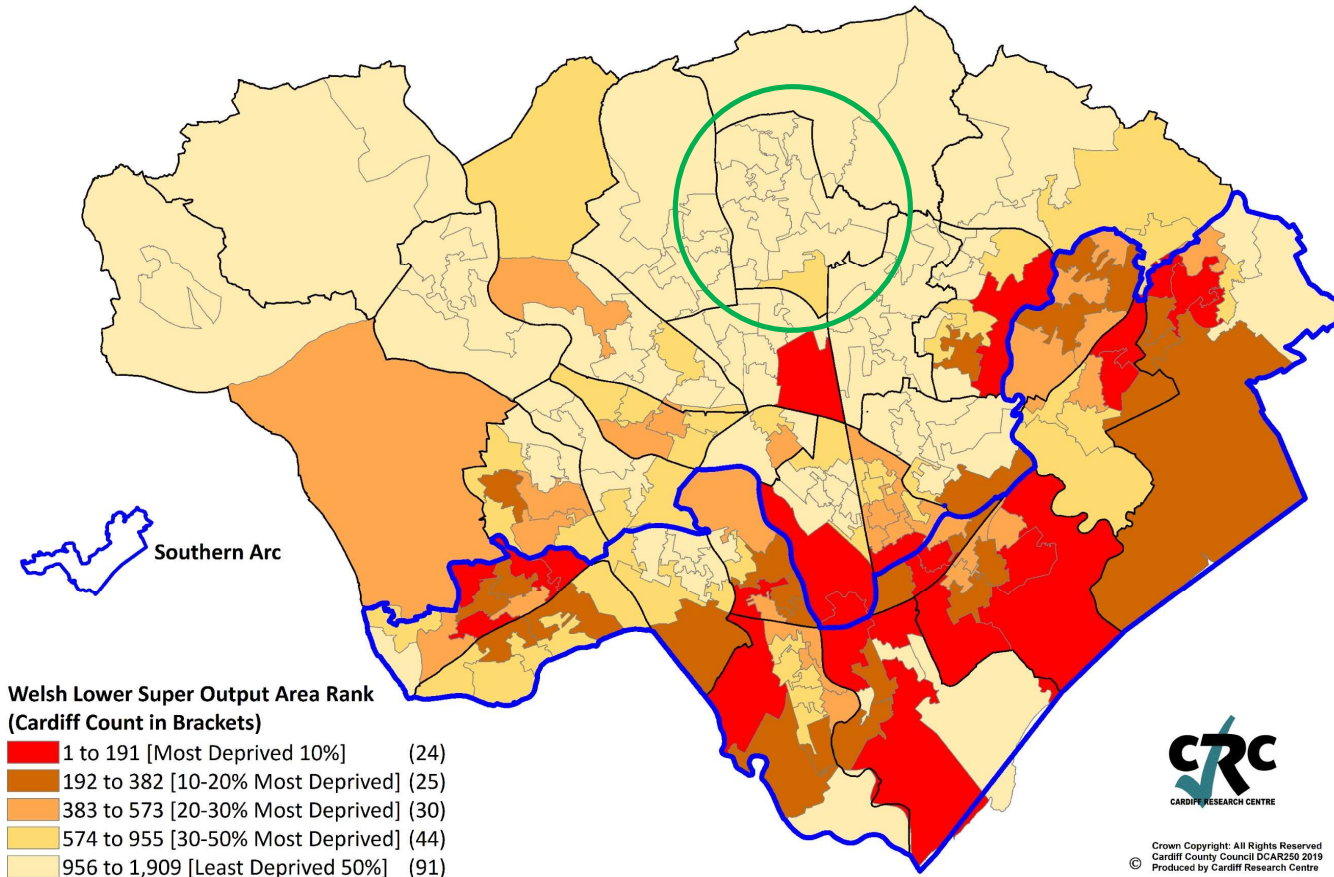 Southern Arc
Welsh Lower Super Output Area Rank
(Cardiff Count in Brackets)
1 to 191 [Most Deprived 10%] (24)
192 to 382 [10-20% Most Deprived] (25)
383 to 573 [20-30% Most Deprived] (30)
574 to 955 [30-50% Most Deprived] (44)
956 to 1,909 [Least Deprived 50%] (91)
CRC
CARDIFF RESEARCH CENTRE
Crown Copyright: All Rights Reserved
© Cardiff County Council DCAR250 2019
Produced by Cardiff Research Centre